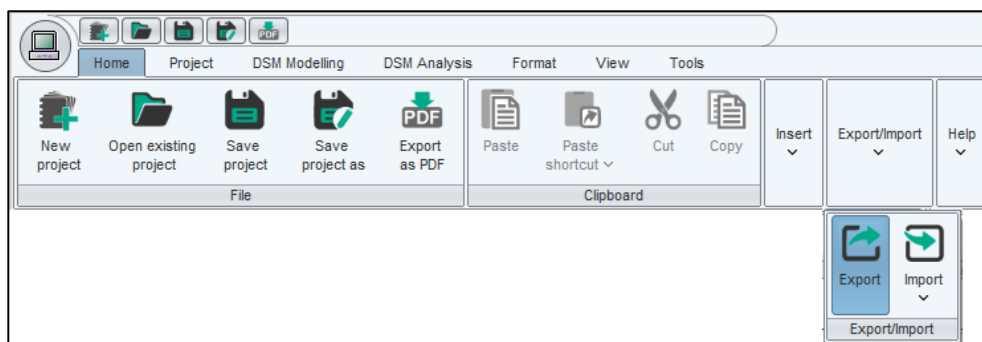 PDF
Home Project DSM Modelling DSM Analysis Format View Tools
PDF
New Open existing Save Save Export Paste Paste Cut Copy Insert Export/Import Help
project project project project as as PDF shortcut
File Clipboard
Export Import
Export/Import